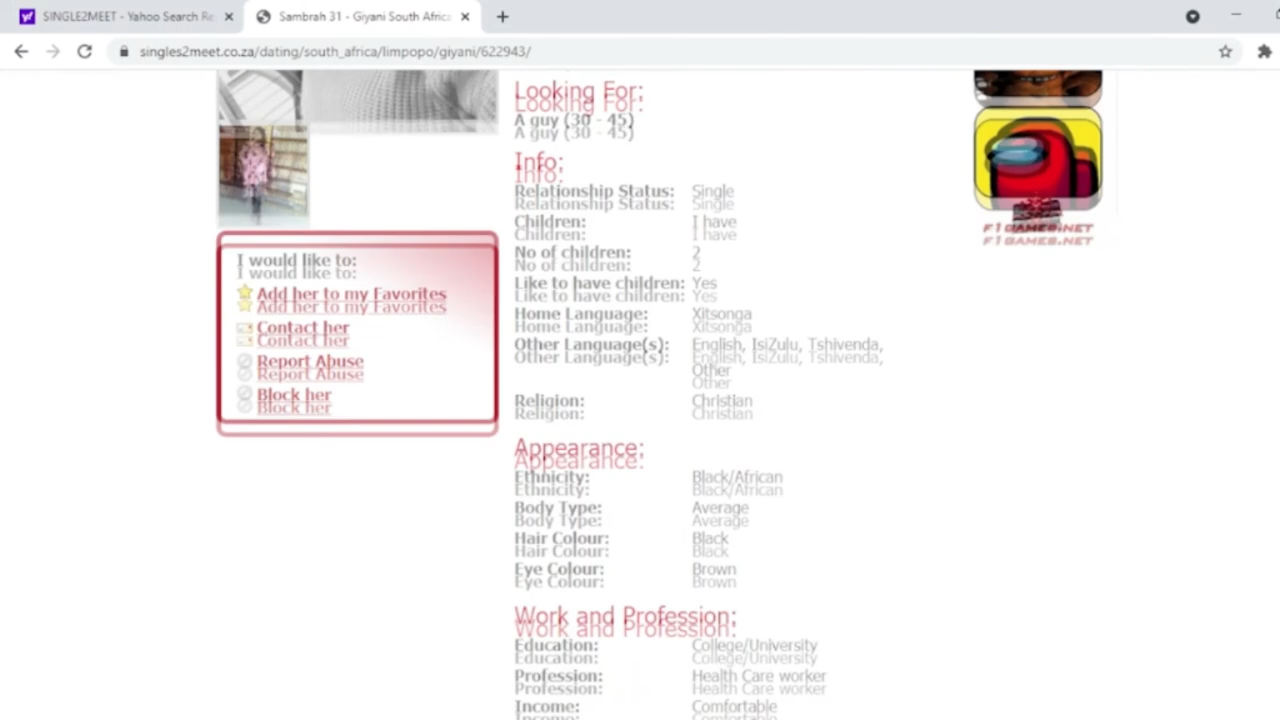 SINGLE2MEET - Yahoo Search Re
Sambrah 31 - Giyani South Africa
singles2meet.co.za/dating/south_africa/limpopo/giyani/622943/
Looking For:
A guy (30 - 45)
Info:
Relationship Status: Single
Children: I have
No of children: 2
Like to have children: Yes
Home Language: Xitsonga
Other Language(s): English, IsiZulu, Tshivenda,
Other
Religion: Christian
Appearance:
Ethnicity: Black/African
Body Type: Average
Hair Colour: Black
Eye Colour: Brown
Work and Profession:
Education: College/University
Profession: Health Care worker
Income: Comfortable
I would like to:
Add her to my Favorites
Contact her
Report Abuse
Block her
F1GAMES.NET